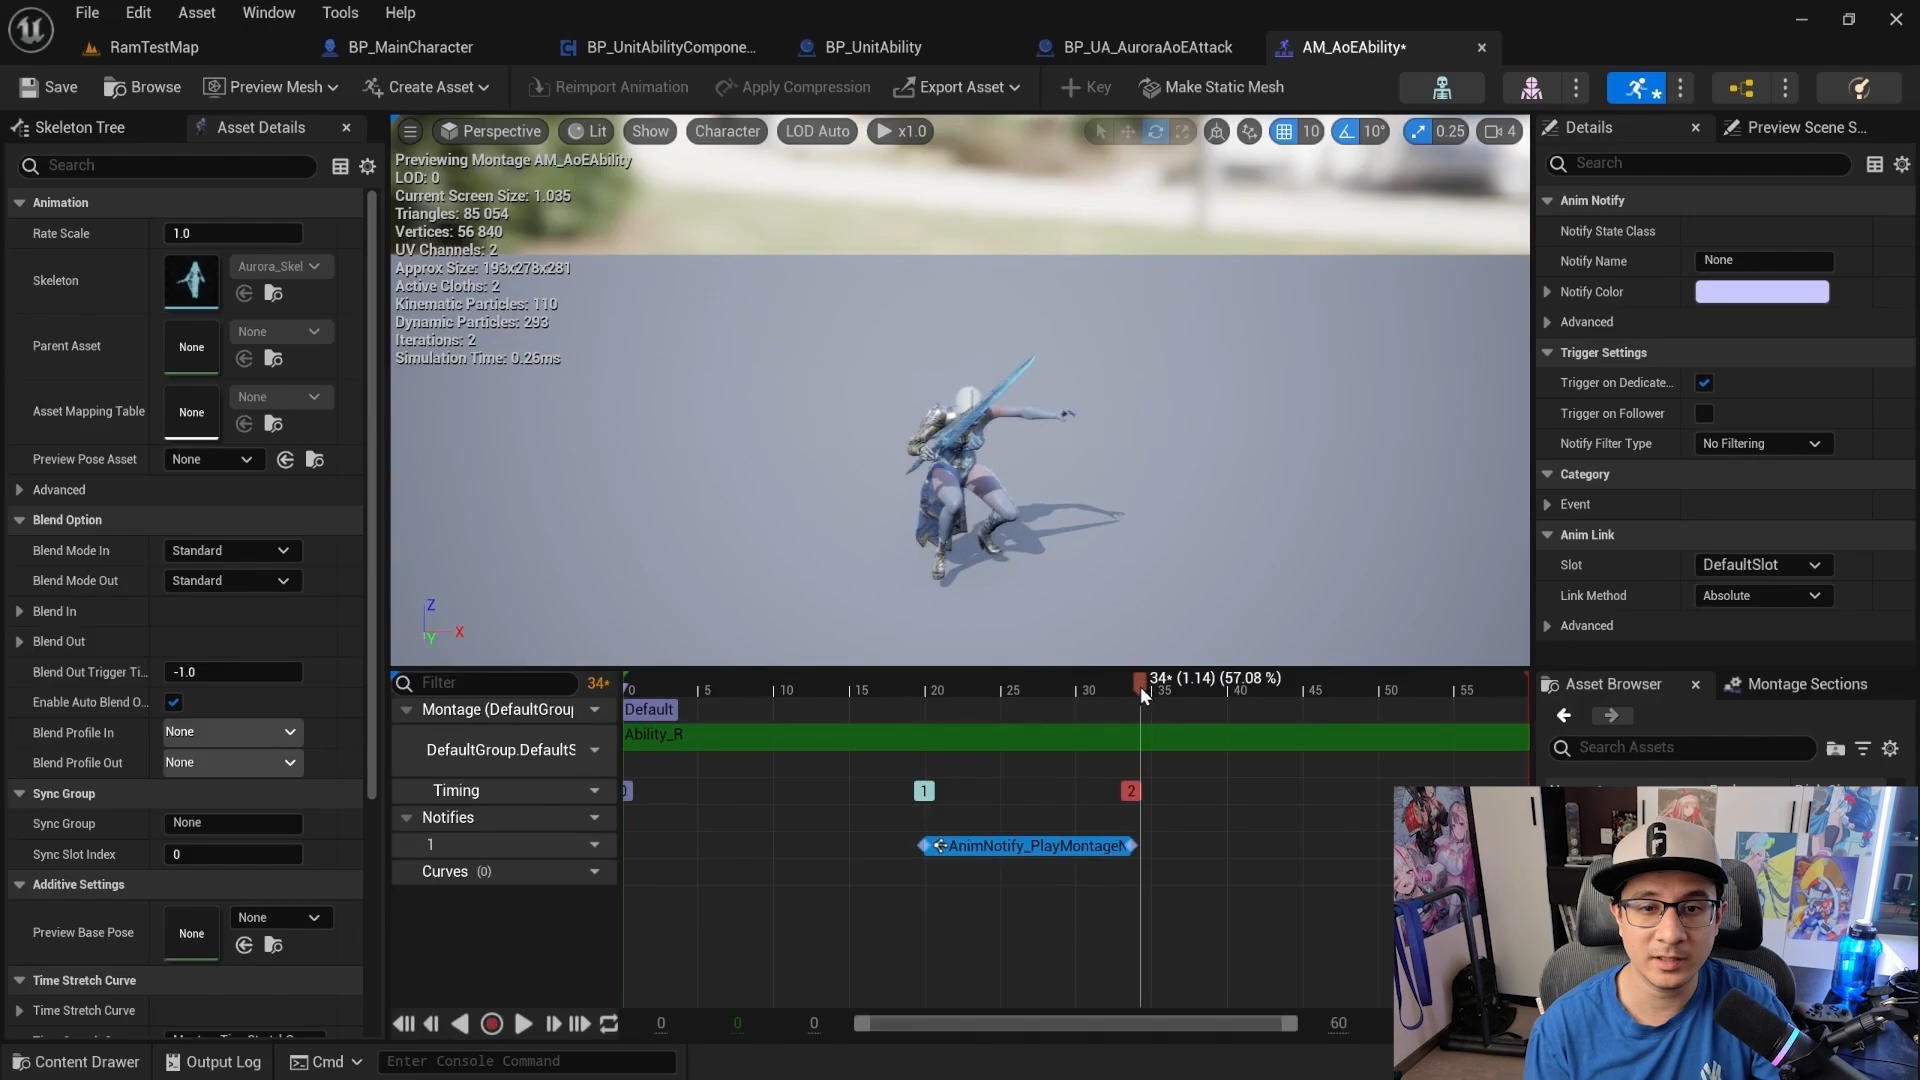 File Edit Asset Window Tools Help
RamTestMap BP_MainCharacter BP_UnitAbilityCompone... BP_UnitAbility BP_UA_AuroraAoEAttack AM_AoEAbility*
Save Browse Preview Mesh Create Asset Reimport Animation Apply Compression Export Asset Key Make Static Mesh
Skeleton Tree Asset Details
Search
Animation
Rate Scale 1.0
Skeleton Aurora_Skel
Parent Asset None None
Asset Mapping Table None None
Preview Pose Asset None
Advanced
Blend Option
Blend Mode In Standard
Blend Mode Out Standard
Blend In
Blend Out
Blend Out Trigger Ti... -1.0
Enable Auto Blend O...
Blend Profile In None
Blend Profile Out None
Sync Group
Sync Group None
Sync Slot Index 0
Additive Settings
Preview Base Pose None None
Time Stretch Curve
Time Stretch Curve
Perspective Lit Show Character LOD Auto x1.0 10 10° 0.25 4
Previewing Montage AM_AoEAbility
LOD: 0
Current Screen Size: 1.035
Triangles: 85 054
Vertices: 56 840
UV Channels: 2
Approx Size: 193x278x281
Active Cloths: 2
Kinematic Particles: 110
Dynamic Particles: 293
Iterations: 2
Simulation Time: 0.26ms
Z
X
Y
Filter 34*
34* (1.14) (57.08 %)
0 5 10 15 20 25 30 35 40 45 50 55
Montage (DefaultGrou Default
DefaultGroup.DefaultS Ability_R
Timing 1 2
Notifies
1 AnimNotify_PlayMontageN
Curves (0)
0 0 0 60
Details Preview Scene S...
Search
Anim Notify
Notify State Class
Notify Name None
Notify Color
Advanced
Trigger Settings
Trigger on Dedicate...
Trigger on Follower
Notify Filter Type No Filtering
Category
Event
Anim Link
Slot DefaultSlot
Link Method Absolute
Advanced
Asset Browser Montage Sections
Search Assets
Content Drawer Output Log Cmd Enter Console Command